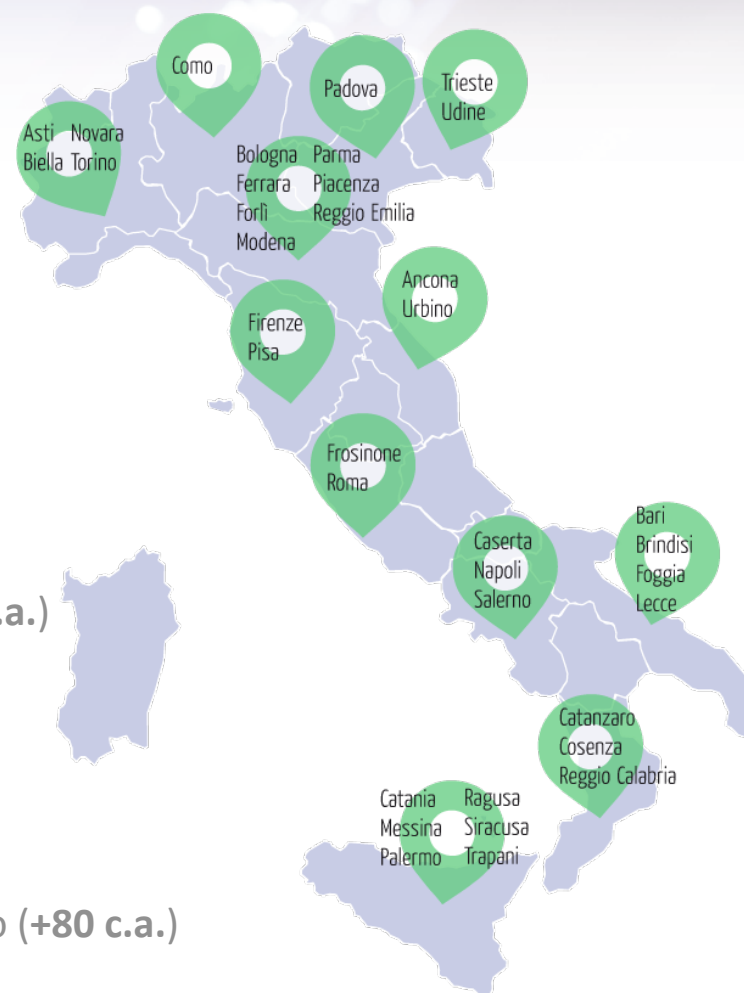 Como
Padova
Trieste
Udine
Asti Novara
Biella Torino
Bologna Parma
Ferrara Piacenza
Forlì Reggio Emilia
Modena
Ancona
Urbino
Firenze
Pisa
Frosinone
Roma
Caserta
Napoli
Salerno
Bari
Brindisi
Foggia
Lecce
.a.)
Catanzaro
Cosenza
Reggio Calabria
Catania Ragusa
Messina Siracusa
Palermo Trapani
o (+80 c.a.)